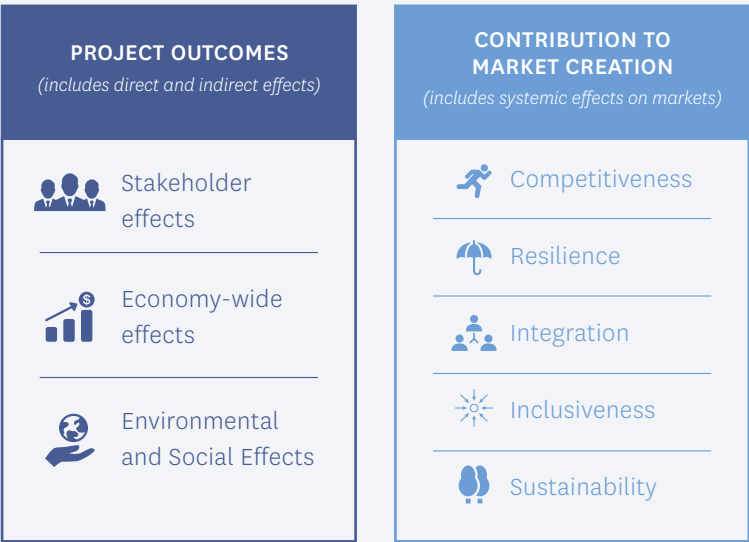 PROJECT OUTCOMES
(includes direct and indirect effects)
Stakeholder
effects
$
Economy-wide
effects
Environmental
and Social Effects
CONTRIBUTION TO
MARKET CREATION
(includes systemic effects on markets)
Competitiveness
Resilience
Integration
Inclusiveness
Sustainability